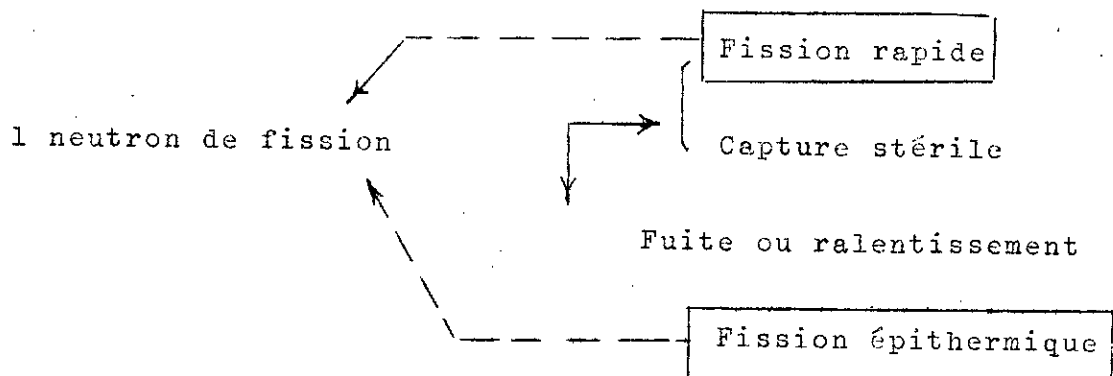 Fission rapide
1 neutron de fission
Capture stérile
Fuite ou ralentissement
Fission épithermique